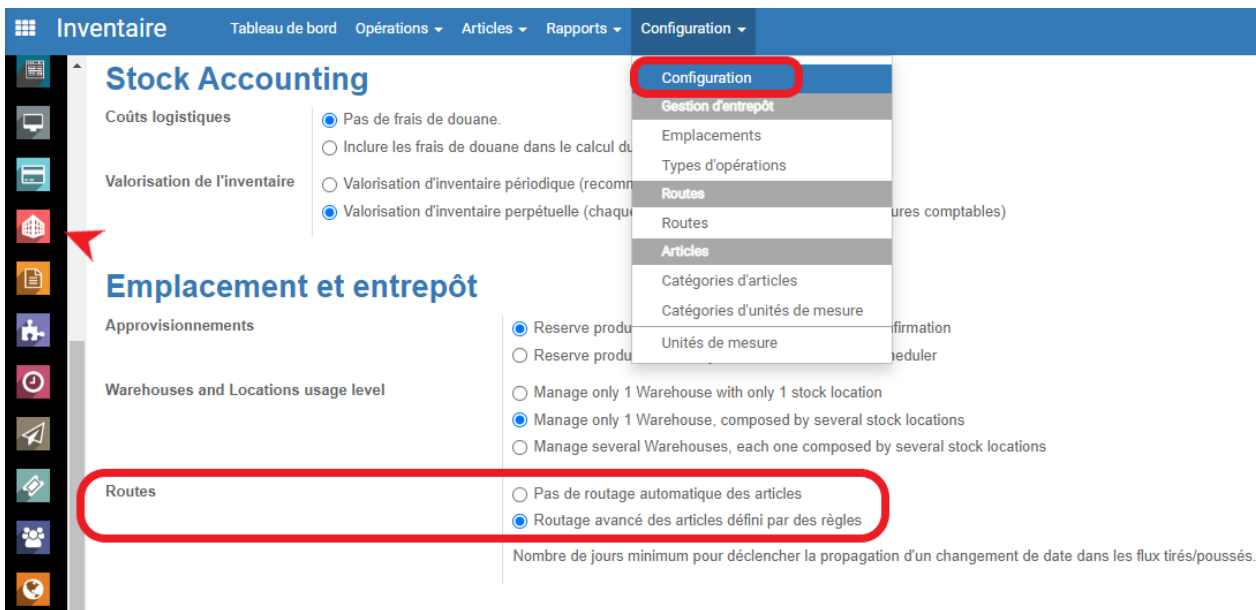 Inventaire Tableau de bord Opérations Articles Rapports Configuration
Configuration
Gestion d'entrepôt
Emplacements
Types d'opérations
Routes
Routes
Articles
Catégories d'articles
Catégories d'unités de mesure
Unités de mesure
Stock Accounting
Coûts logistiques
Pas de frais de douane.
Inclure les frais de douane dans le calcul du
Valorisation de l'inventaire
Valorisation d'inventaire périodique
Valorisation d'inventaire perpétuelle (chaque ures comptables)
Emplacement et entrepôt
Approvisionnements
Reserve produ firmation
Reserve produ heduler
Warehouses and Locations usage level
Manage only 1 Warehouse with only 1 stock location
Manage only 1 Warehouse, composed by several stock locations
Manage several Warehouses, each one composed by several stock locations
Routes
Pas de routage automatique des articles
Routage avancé des articles défini par des règles
Nombre de jours minimum pour déclencher la propagation d'un changement de date dans les flux tirés/poussés.